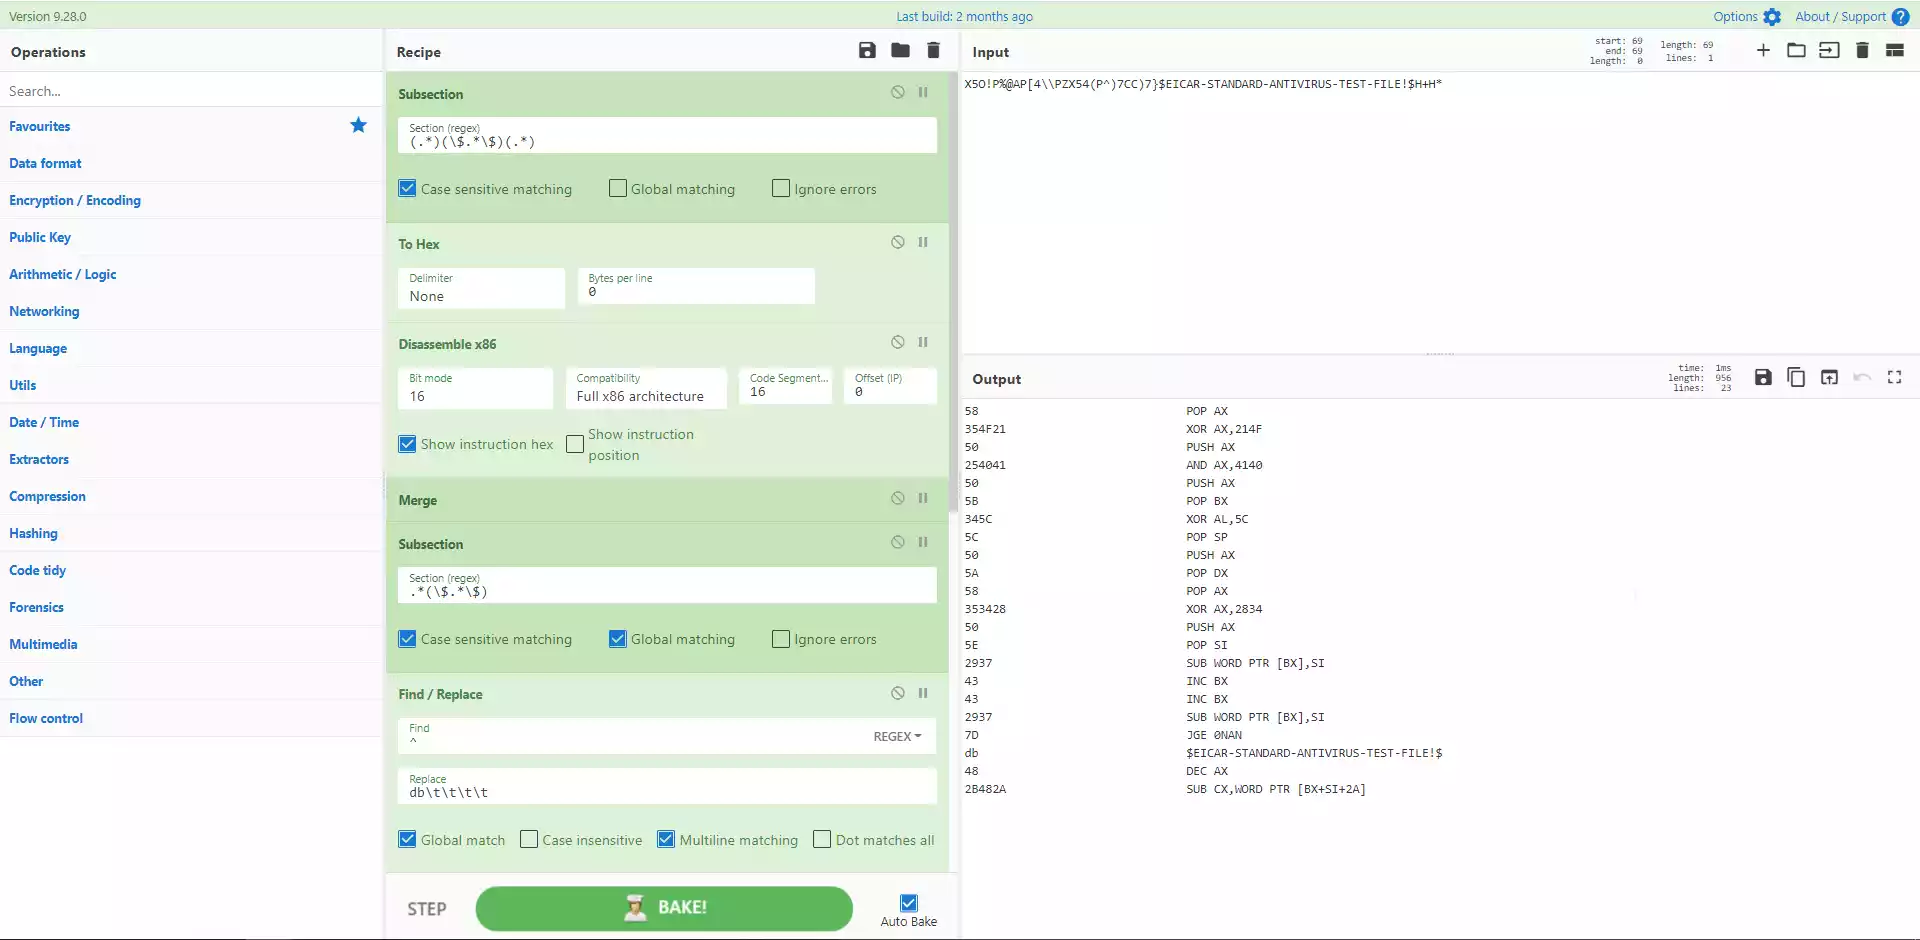 Version 9.28.0
Last build: 2 months ago
Options
About / Support
Operations
Search...
Favourites
Data format
Encryption / Encoding
Public Key
Arithmetic / Logic
Networking
Language
Utils
Date / Time
Extractors
Compression
Hashing
Code tidy
Forensics
Multimedia
Other
Flow control
Recipe
Subsection
Section (regex)
(.*)(\$.*\$)(.*)
Case sensitive matching
Global matching
Ignore errors
To Hex
Delimiter
None
Bytes per line
0
Disassemble x86
Bit mode
16
Compatibility
Full x86 architecture
Code Segment...
16
Offset (IP)
0
Show instruction hex
Show instruction
position
Merge
Subsection
Section (regex)
.*(\$.*\$)
Case sensitive matching
Global matching
Ignore errors
Find / Replace
Find
^
REGEX
Replace
db\t\t\t\t
Global match
Case insensitive
Multiline matching
Dot matches all
STEP
BAKE!
Auto Bake
Input
start: 69
end: 69
length: 0
length: 69
lines: 1
X5O!P%@AP[4\\PZX54(P^)7CC)7}$EICAR-STANDARD-ANTIVIRUS-TEST-FILE!$H+H*
Output
time: 1ms
length: 956
lines: 23
58 POP AX
354F21 XOR AX,214F
50 PUSH AX
254041 AND AX,4140
50 PUSH AX
5B POP BX
345C XOR AL,5C
5C POP SP
50 PUSH AX
5A POP DX
58 POP AX
353428 XOR AX,2834
50 PUSH AX
5E POP SI
2937 SUB WORD PTR [BX],SI
43 INC BX
43 INC BX
2937 SUB WORD PTR [BX],SI
7D JGE 0NAN
db $EICAR-STANDARD-ANTIVIRUS-TEST-FILE!$
48 DEC AX
2B482A SUB CX,WORD PTR [BX+SI+2A]